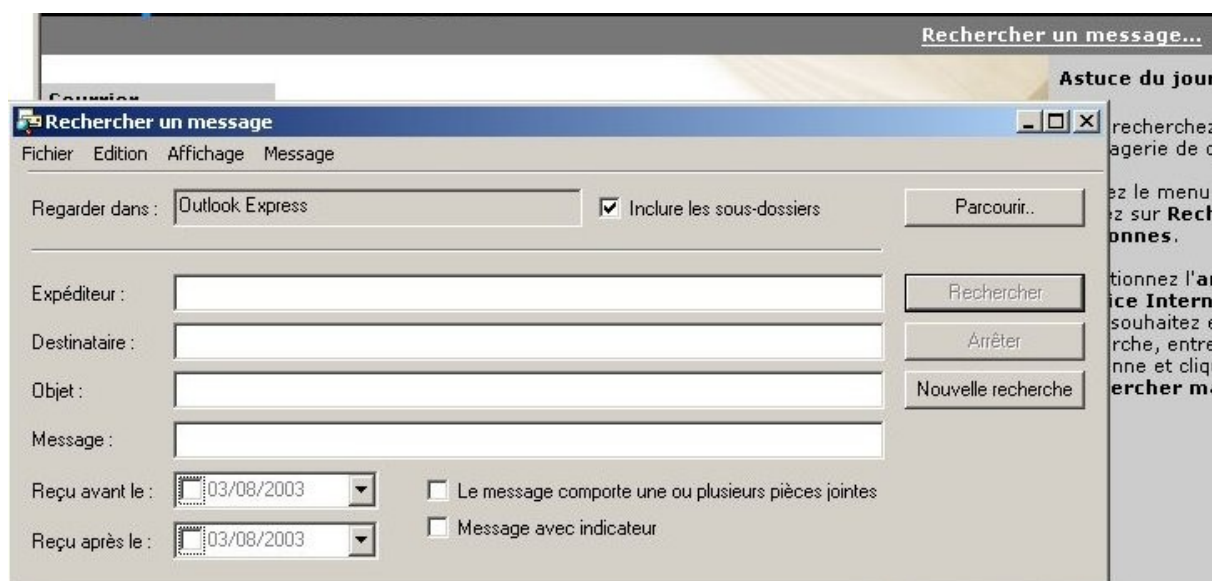 Rechercher un message...
Astuce du jour
Courrier
Rechercher un message
Fichier Edition Affichage Message
Regarder dans : Outlook Express Inclure les sous-dossiers Parcourir..
Expéditeur : Rechercher
Destinataire : Arrêter
Objet : Nouvelle recherche
Message :
Reçu avant le : 03/08/2003 Le message comporte une ou plusieurs pièces jointes
Reçu après le : 03/08/2003 Message avec indicateur
recherchez
agerie de
ez le menu
ez sur Rech
onnes.
tionnez l'a
ice Intern
souhaitez
rche, entre
nne et cliq
ercher ma